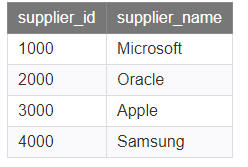 supplier_id supplier_name
1000 Microsoft
2000 Oracle
3000 Apple
4000 Samsung